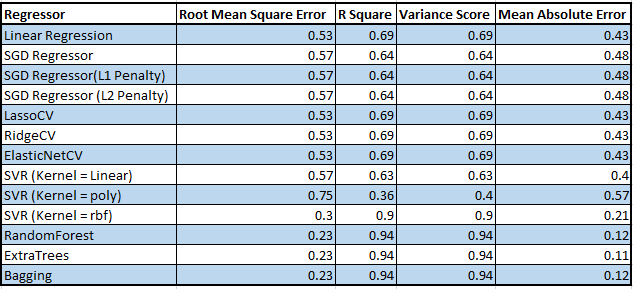 Regressor Root Mean Square Error R Square Variance Score Mean Absolute Error
Linear Regression 0.53 0.69 0.69 0.43
SGD Regressor 0.57 0.64 0.64 0.48
SGD Regressor(L1 Penalty) 0.57 0.64 0.64 0.48
SGD Regressor (L2 Penalty) 0.57 0.64 0.64 0.48
LassoCV 0.53 0.69 0.69 0.43
RidgeCV 0.53 0.69 0.69 0.43
ElasticNetCV 0.53 0.69 0.69 0.43
SVR (Kernel = Linear) 0.57 0.63 0.63 0.4
SVR (Kernel = poly) 0.75 0.36 0.4 0.57
SVR (Kernel = rbf) 0.3 0.9 0.9 0.21
RandomForest 0.23 0.94 0.94 0.12
ExtraTrees 0.23 0.94 0.94 0.11
Bagging 0.23 0.94 0.94 0.12